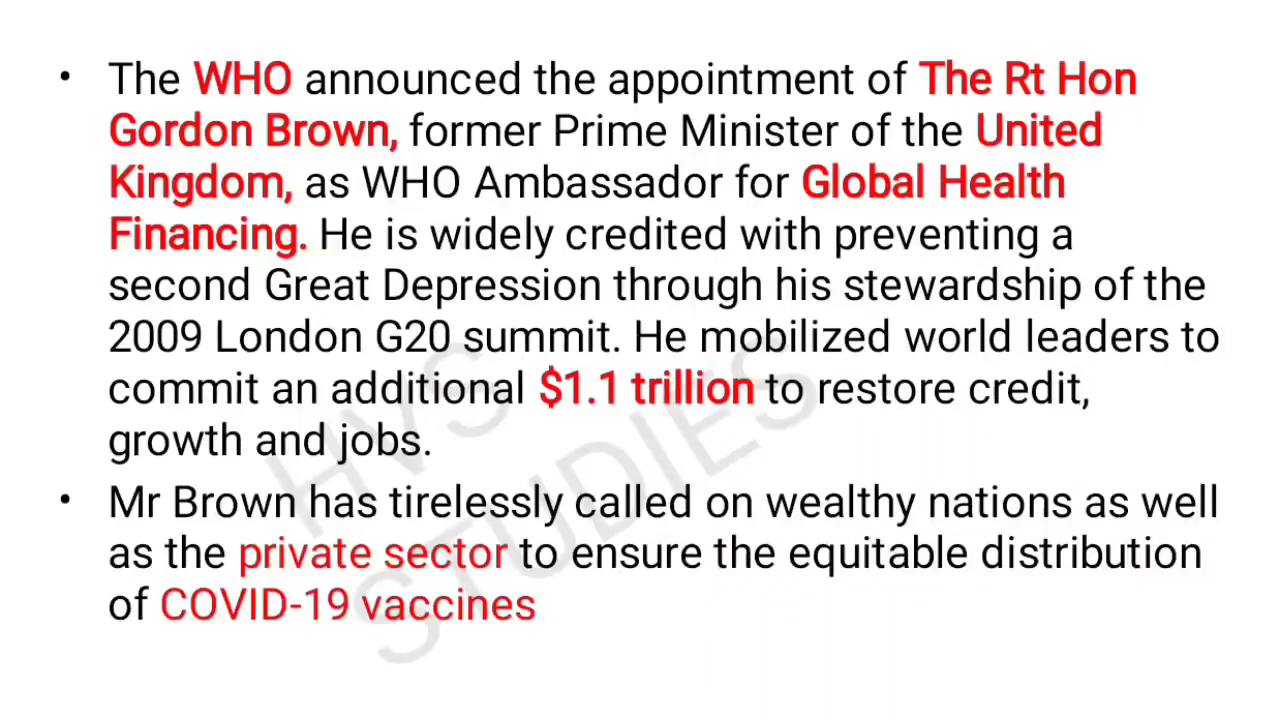 • The WHO announced the appointment of The Rt Hon
Gordon Brown, former Prime Minister of the United
Kingdom, as WHO Ambassador for Global Health
Financing. He is widely credited with preventing a
second Great Depression through his stewardship of the
2009 London G20 summit. He mobilized world leaders to
commit an additional $1.1 trillion to restore credit,
growth and jobs.
• Mr Brown has tirelessly called on wealthy nations as well
as the private sector to ensure the equitable distribution
of COVID-19 vaccines
HVS
STUDIES